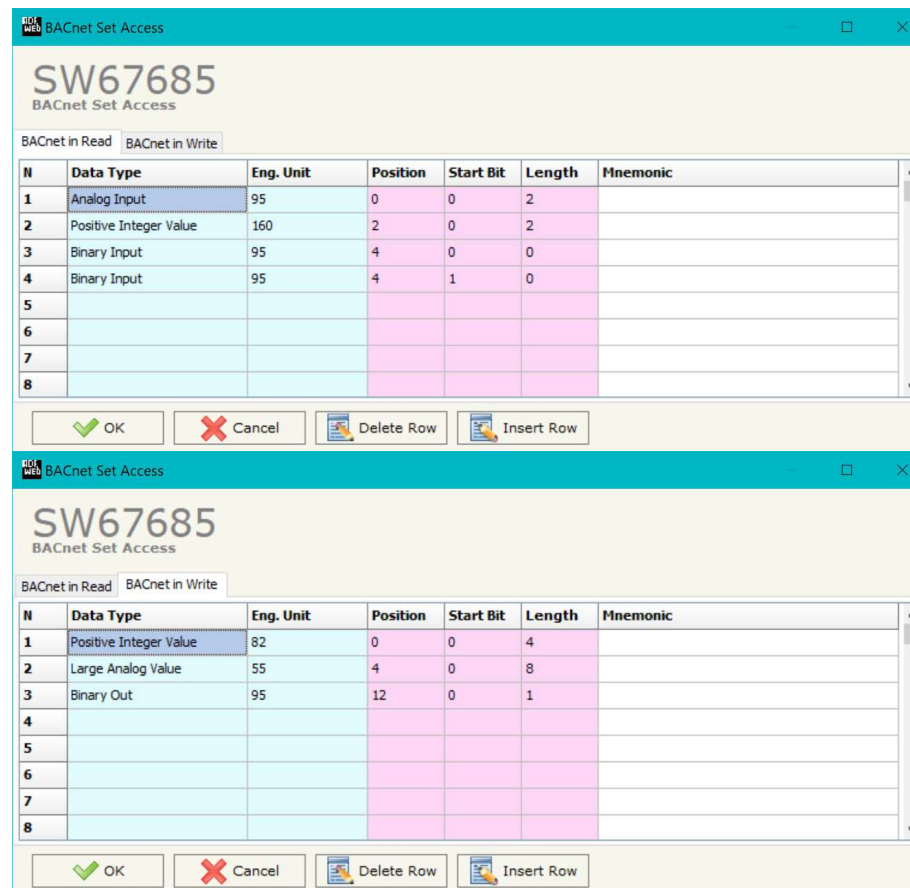 ADF WEB BACnet Set Access
SW67685
BACnet Set Access
BACnet in Read BACnet in Write
N Data Type Eng. Unit Position Start Bit Length Mnemonic
1 Analog Input 95 0 0 2
2 Positive Integer Value 160 2 0 2
3 Binary Input 95 4 0 0
4 Binary Input 95 4 1 0
5
6
7
8
OK Cancel Delete Row Insert Row
ADF WEB BACnet Set Access
SW67685
BACnet Set Access
BACnet in Read BACnet in Write
N Data Type Eng. Unit Position Start Bit Length Mnemonic
1 Positive Integer Value 82 0 0 4
2 Large Analog Value 55 4 0 8
3 Binary Out 95 12 0 1
4
5
6
7
8
OK Cancel Delete Row Insert Row